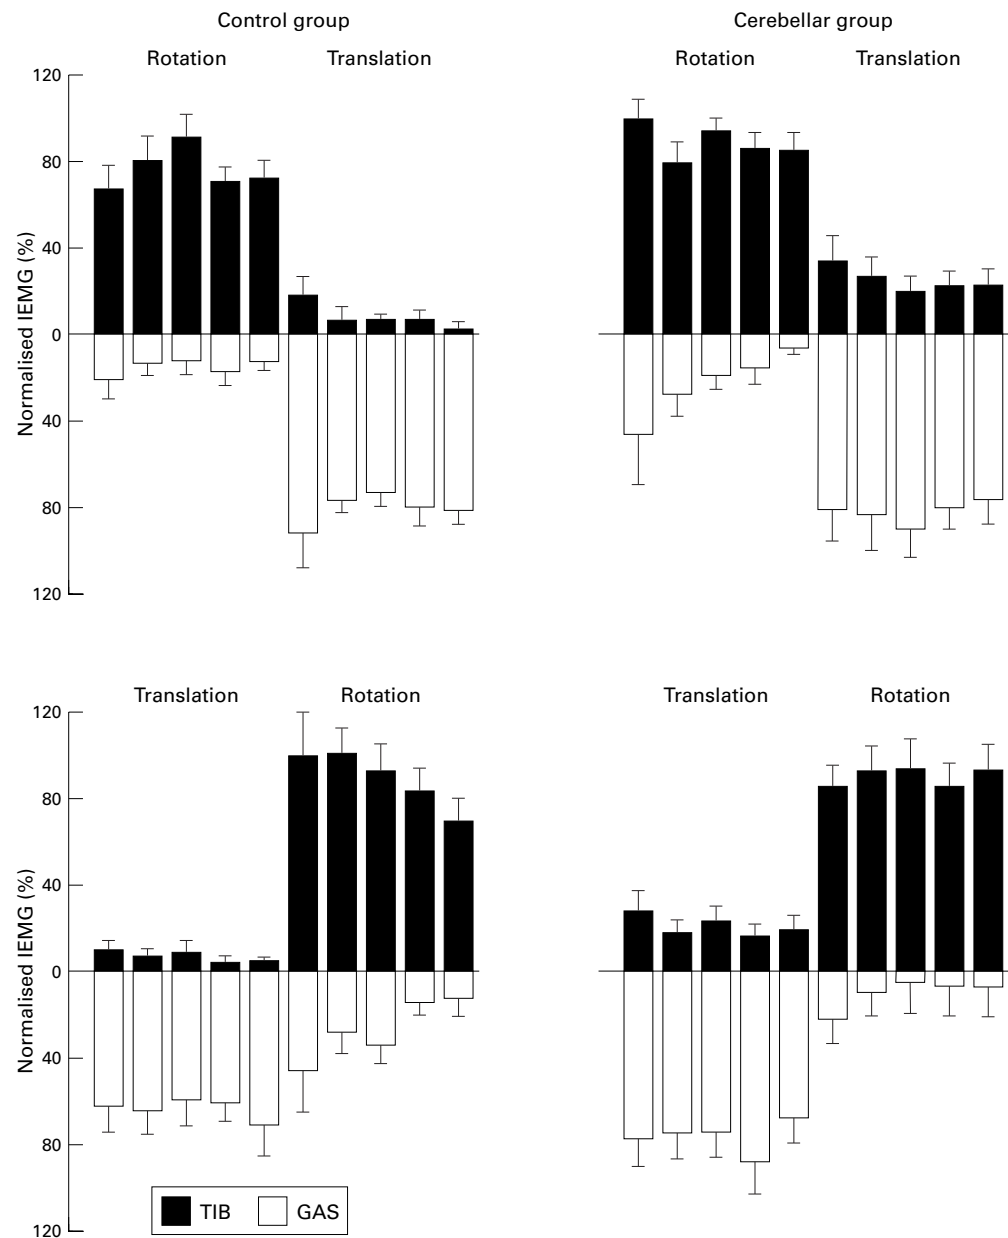 Control group
Cerebellar group
Rotation
Translation
Rotation
Translation
120
80
40
0
40
80
120
Normalised IEMG (%)
Translation
Rotation
Translation
Rotation
120
80
40
0
40
80
120
Normalised IEMG (%)
TIB
GAS